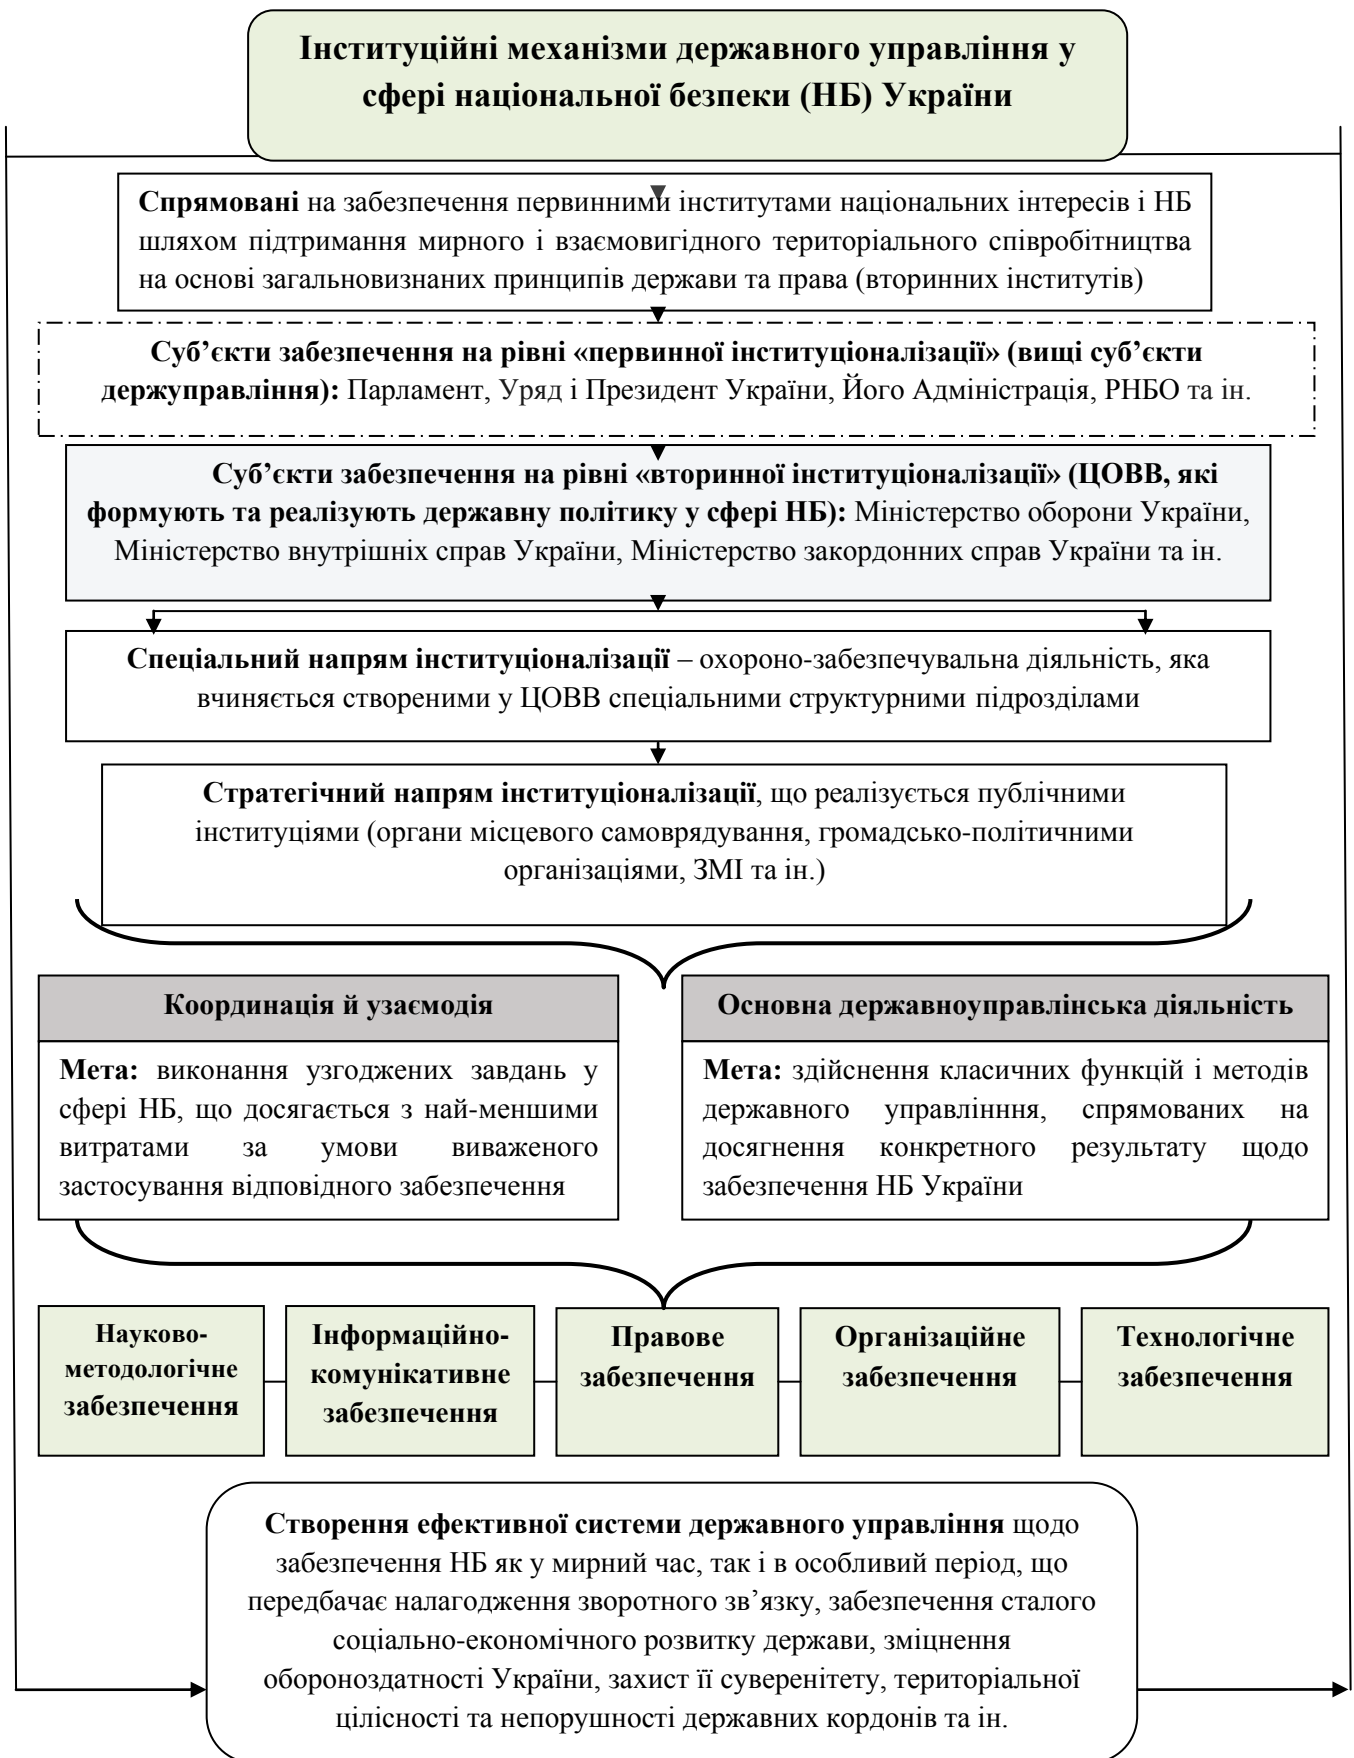 Інституційні механізми державного управління у
сфері національної безпеки (НБ) України
Спрямовані на забезпечення первинними інститутами національних інтересів і НБ
шляхом підтримання мирного і взаємовигідного територіального співробітництва
на основі загальновизнаних принципів держави та права (вторинних інститутів)
Суб’єкти забезпечення на рівні «первинної інституціоналізації» (вищі суб’єкти
держуправління): Парламент, Уряд і Президент України, Його Адміністрація, РНБО та ін.
Суб’єкти забезпечення на рівні «вторинної інституціоналізації» (ЦОВВ, які
формують та реалізують державну політику у сфері НБ): Міністерство оборони України,
Міністерство внутрішніх справ України, Міністерство закордонних справ України та ін.
Спеціальний напрям інституціоналізації – охороно-забезпечувальна діяльність, яка
вчиняється створеними у ЦОВВ спеціальними структурними підрозділами
Стратегічний напрям інституціоналізації, що реалізується публічними
інституціями (органи місцевого самоврядування, громадсько-політичними
організаціями, ЗМІ та ін.)
Координація й узаємодія
Мета: виконання узгоджених завдань у
сфері НБ, що досягається з най-меншими
витратами за умови виваженого
застосування відповідного забезпечення
Основна державноуправлінська діяльність
Мета: здійснення класичних функцій і методів
державного управлінння, спрямованих на
досягнення конкретного результату щодо
забезпечення НБ України
Науково-
методологічне
забезпечення
Інформаційно-
комунікативне
забезпечення
Правове
забезпечення
Організаційне
забезпечення
Технологічне
забезпечення
Створення ефективної системи державного управління щодо
забезпечення НБ як у мирний час, так і в особливий період, що
передбачає налагодження зворотного зв’язку, забезпечення сталого
соціально-економічного розвитку держави, зміцнення
обороноздатності України, захист її суверенітету, територіальної
цілісності та непорушності державних кордонів та ін.